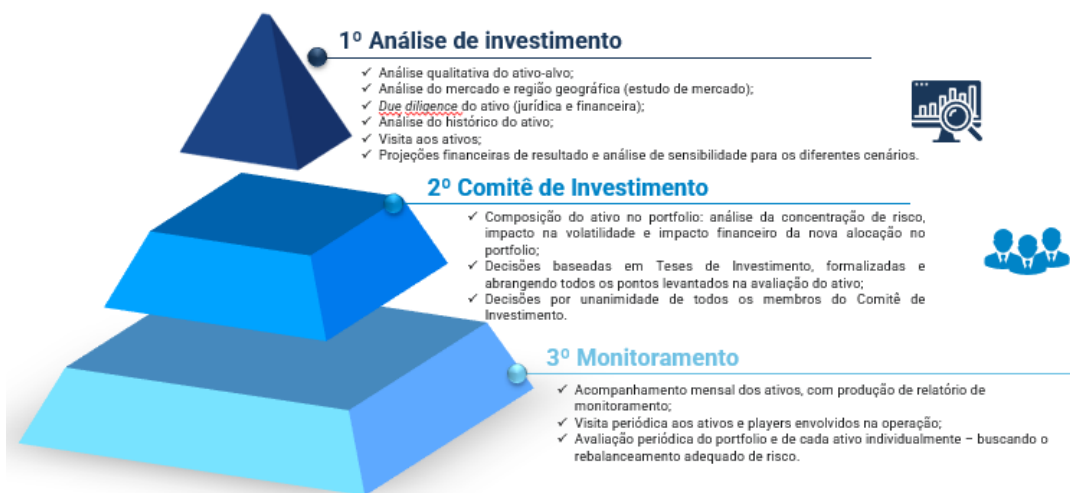 1º Análise de investimento
✓ Análise qualitativa do ativo-alvo;
✓ Análise do mercado e região geográfica (estudo de mercado);
✓ Due diligence do ativo (jurídica e financeira);
✓ Análise do histórico do ativo;
✓ Visita aos ativos;
✓ Projeções financeiras de resultado e análise de sensibilidade para os diferentes cenários.
2º Comitê de Investimento
✓ Composição do ativo no portfolio: análise da concentração de risco,
impacto na volatilidade e impacto financeiro da nova alocação no
portfolio;
✓ Decisões baseadas em Teses de Investimento, formalizadas e
abrangendo todos os pontos levantados na avaliação do ativo;
✓ Decisões por unanimidade de todos os membros do Comitê de
Investimento.
3º Monitoramento
✓ Acompanhamento mensal dos ativos, com produção de relatório de
monitoramento;
✓ Visita periódica aos ativos e players envolvidos na operação;
✓ Avaliação periódica do portfolio e de cada ativo individualmente – buscando o
rebalanceamento adequado de risco.